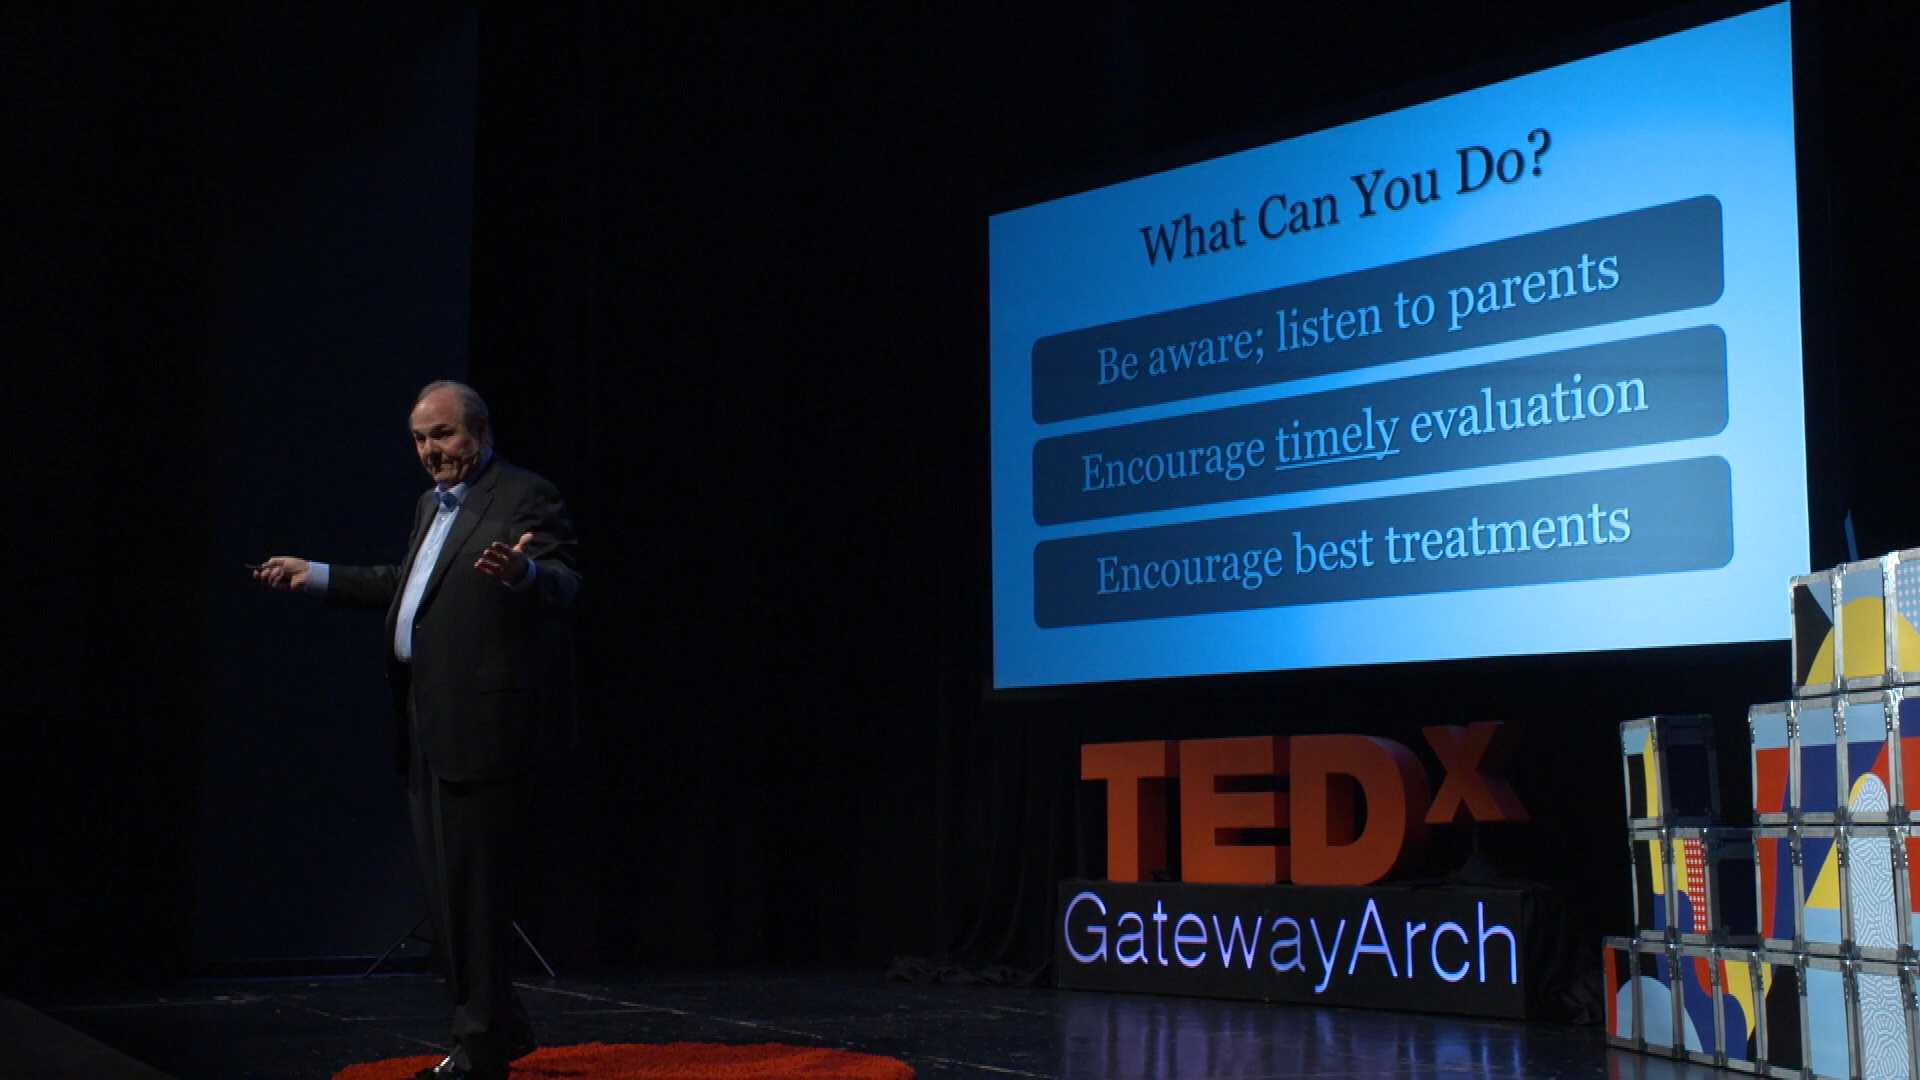 What Can You Do?
Be aware; listen to parents
Encourage timely evaluation
Encourage best treatments
TEDx
GatewayArch